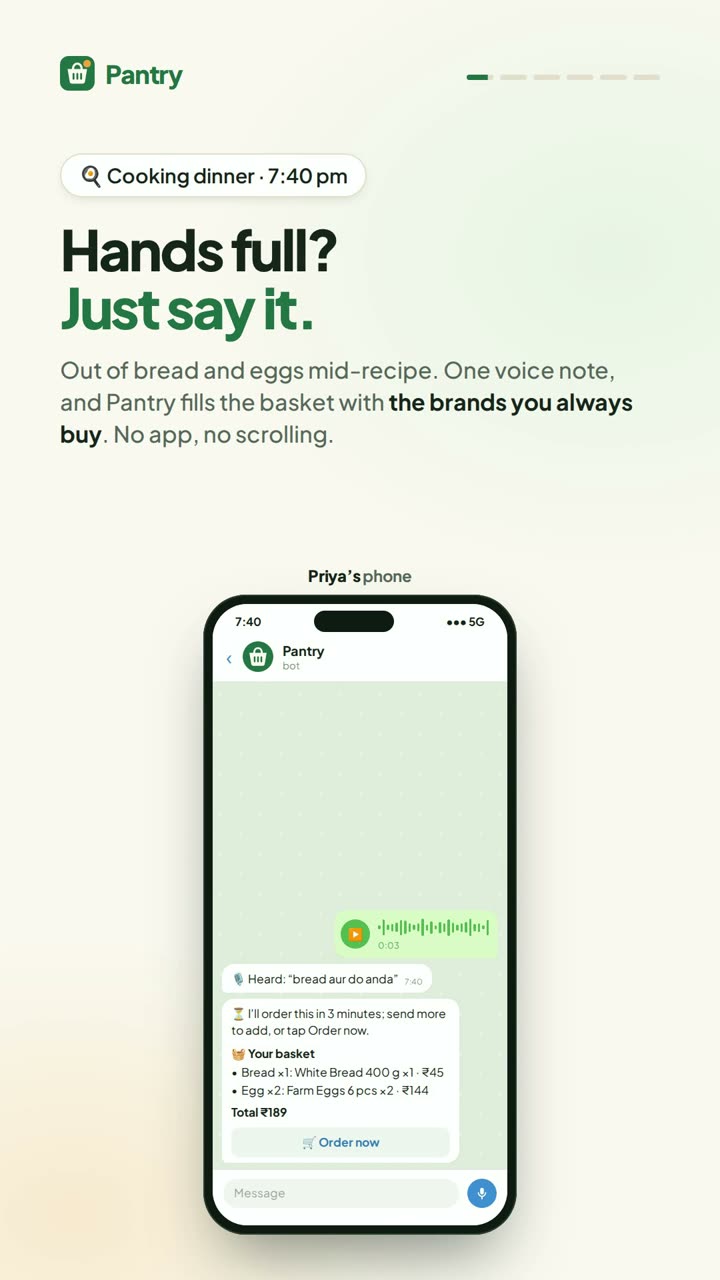 Pantry
🍳 Cooking dinner · 7:40 pm
Hands full?
Just say it.
Out of bread and eggs mid-recipe. One voice note,
and Pantry fills the basket with the brands you always
buy. No app, no scrolling.
Priya’s phone
7:40
5G
Pantry
bot
0:03
🎙️ Heard: “bread aur do anda” 7:40
⏳ I’ll order this in 3 minutes; send more
to add, or tap Order now.
🧺 Your basket
• Bread ×1: White Bread 400 g ×1 · ₹45
• Egg ×2: Farm Eggs 6 pcs ×2 · ₹144
Total ₹189
🛒 Order now
Message